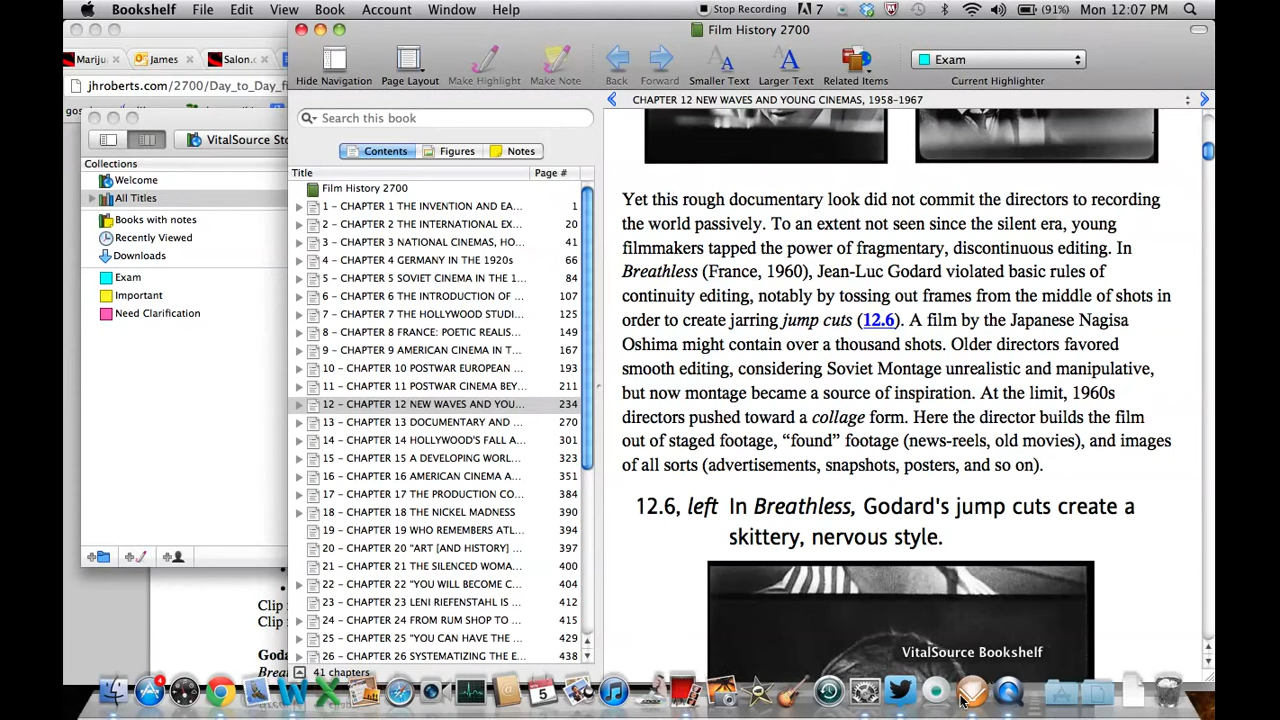 Bookshelf File Edit View Book Account Window Help Stop Recording 7 (91%) Mon 12:07 PM
Film History 2700
Mariju James Salon.c
jhroberts.com/2700/Day_to_Day_fi
VitalSource Sto
Collections
Welcome
All Titles
Books with notes
Recently Viewed
Downloads
Exam
Important
Need Clarification
Clip
Clip
Hide Navigation Page Layout Make Highlight Make Note Back Forward Smaller Text Larger Text Related Items Exam
Current Highlighter
Search this book
Contents Figures Notes
Title Page #
Film History 2700
1 - CHAPTER 1 THE INVENTION AND EA... 1
2 - CHAPTER 2 THE INTERNATIONAL EX... 20
3 - CHAPTER 3 NATIONAL CINEMAS, HO... 41
4 - CHAPTER 4 GERMANY IN THE 1920s 66
5 - CHAPTER 5 SOVIET CINEMA IN THE 1... 84
6 - CHAPTER 6 THE INTRODUCTION OF ... 107
7 - CHAPTER 7 THE HOLLYWOOD STUDI... 125
8 - CHAPTER 8 FRANCE: POETIC REALIS... 149
9 - CHAPTER 9 AMERICAN CINEMA IN T... 167
10 - CHAPTER 10 POSTWAR EUROPEAN ... 193
11 - CHAPTER 11 POSTWAR CINEMA BEY... 211
12 - CHAPTER 12 NEW WAVES AND YOU... 234
13 - CHAPTER 13 DOCUMENTARY AND ... 270
14 - CHAPTER 14 HOLLYWOOD'S FALL A... 301
15 - CHAPTER 15 A DEVELOPING WORL... 323
16 - CHAPTER 16 AMERICAN CINEMA A... 351
17 - CHAPTER 17 THE PRODUCTION CO... 384
18 - CHAPTER 18 THE NICKEL MADNESS 390
19 - CHAPTER 19 WHO REMEMBERS ATL... 394
20 - CHAPTER 20 "ART [AND HISTORY] ... 397
21 - CHAPTER 21 THE SILENCED WOMA... 400
22 - CHAPTER 22 "YOU WILL BECOME C... 404
23 - CHAPTER 23 LENI RIEFENSTAHL IS ... 412
24 - CHAPTER 24 FROM RUM SHOP TO ... 415
25 - CHAPTER 25 "YOU CAN HAVE THE ... 429
26 - CHAPTER 26 SYSTEMATIZING THE E... 438
41 chapters
CHAPTER 12 NEW WAVES AND YOUNG CINEMAS, 1958-1967
Yet this rough documentary look did not commit the directors to recording
the world passively. To an extent not seen since the silent era, young
filmmakers tapped the power of fragmentary, discontinuous editing. In
Breathless (France, 1960), Jean-Luc Godard violated basic rules of
continuity editing, notably by tossing out frames from the middle of shots in
order to create jarring jump cuts (12.6). A film by the Japanese Nagisa
Oshima might contain over a thousand shots. Older directors favored
smooth editing, considering Soviet Montage unrealistic and manipulative,
but now montage became a source of inspiration. At the limit, 1960s
directors pushed toward a collage form. Here the director builds the film
out of staged footage, “found” footage (news-reels, old movies), and images
of all sorts (advertisements, snapshots, posters, and so on).
12.6, left In Breathless, Godard's jump cuts create a
skittery, nervous style.
VitalSource Bookshelf
4
5